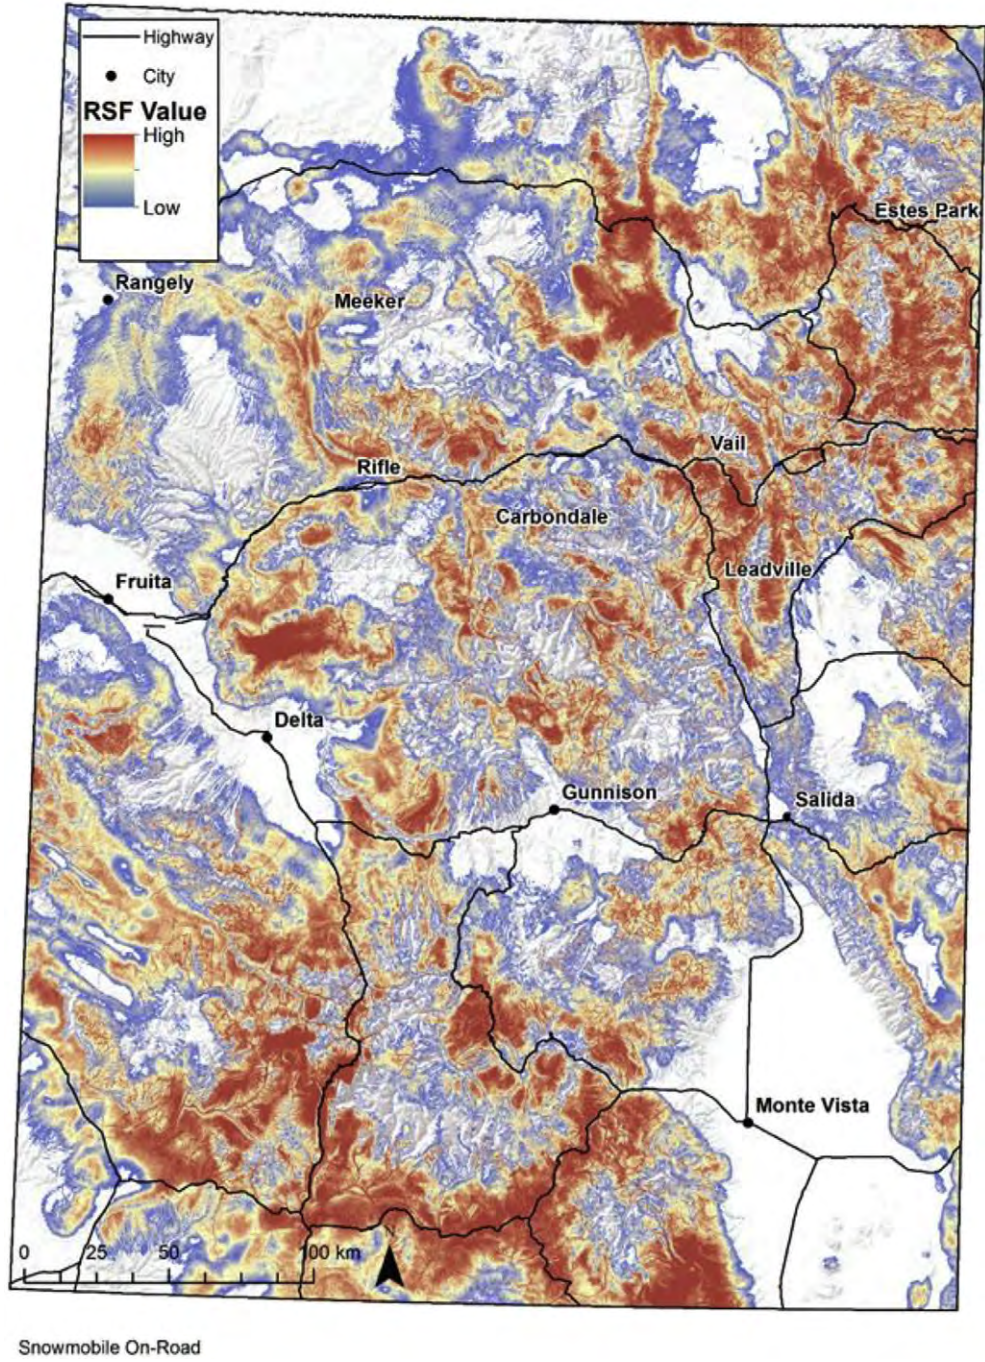 Highway
City
RSF Value
High
Low
Estes Park
Rangely
Meeker
Vail
Rifle
Carbondale
Leadville
Fruita
Delta
Gunnison
Salida
Monte Vista
0 25 50 100 km
Snowmobile On-Road